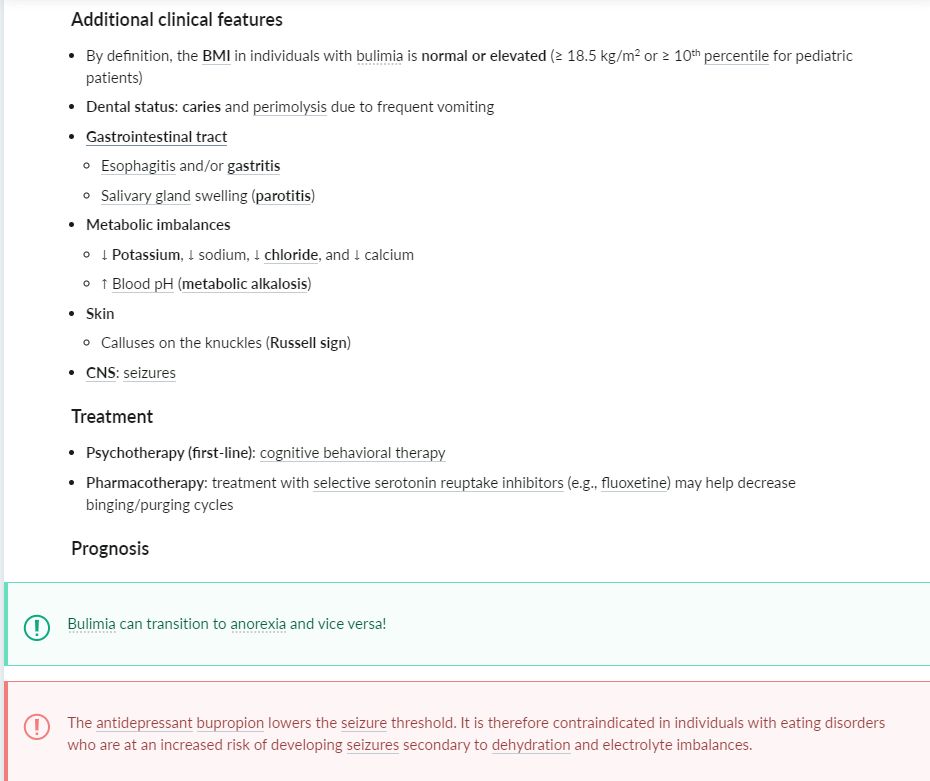 Additional clinical features
• By definition, the BMI in individuals with bulimia is normal or elevated (≥ 18.5 kg/m² or ≥ 10th percentile for pediatric
patients)
• Dental status: caries and perimolysis due to frequent vomiting
• Gastrointestinal tract
◦ Esophagitis and/or gastritis
◦ Salivary gland swelling (parotitis)
• Metabolic imbalances
◦ ↓ Potassium, ↓ sodium, ↓ chloride, and ↓ calcium
◦ ↑ Blood pH (metabolic alkalosis)
• Skin
◦ Calluses on the knuckles (Russell sign)
• CNS: seizures
Treatment
• Psychotherapy (first-line): cognitive behavioral therapy
• Pharmacotherapy: treatment with selective serotonin reuptake inhibitors (e.g., fluoxetine) may help decrease
binging/purging cycles
Prognosis
Bulimia can transition to anorexia and vice versa!
The antidepressant bupropion lowers the seizure threshold. It is therefore contraindicated in individuals with eating disorders
who are at an increased risk of developing seizures secondary to dehydration and electrolyte imbalances.